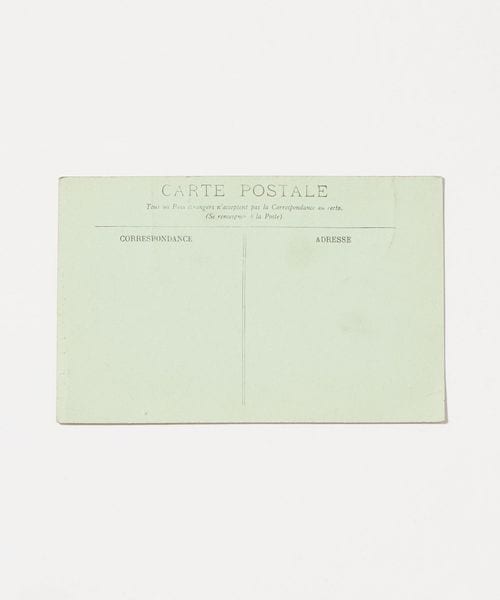 CARTE POSTALE
Tous les Pays étrangers n'acceptent pas la Correspondance au recto.
(Se renseigner à la Poste)
CORRESPONDANCE
ADRESSE